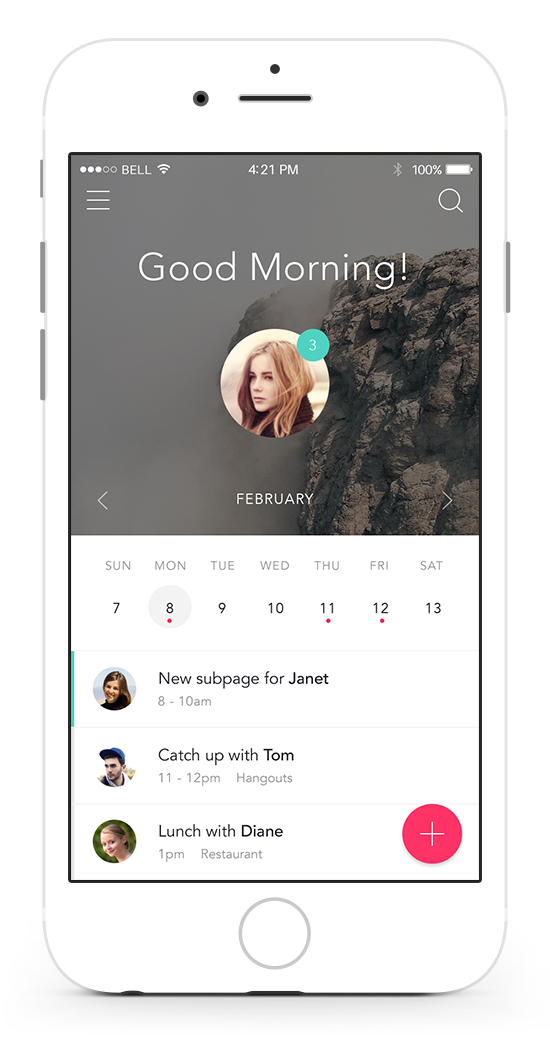 BELL 4:21 PM 100%
Good Morning!
3
FEBRUARY
SUN MON TUE WED THU FRI SAT
7 8 9 10 11 12 13
New subpage for Janet
8 - 10am
Catch up with Tom
11 - 12pm Hangouts
Lunch with Diane
1pm Restaurant